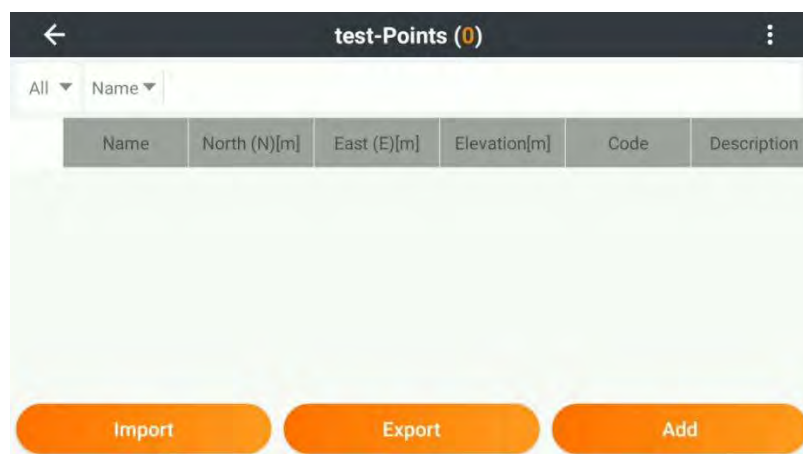 test-Points (0)
All Name
Name North (N)[m] East (E)[m] Elevation[m] Code Description
Import Export Add